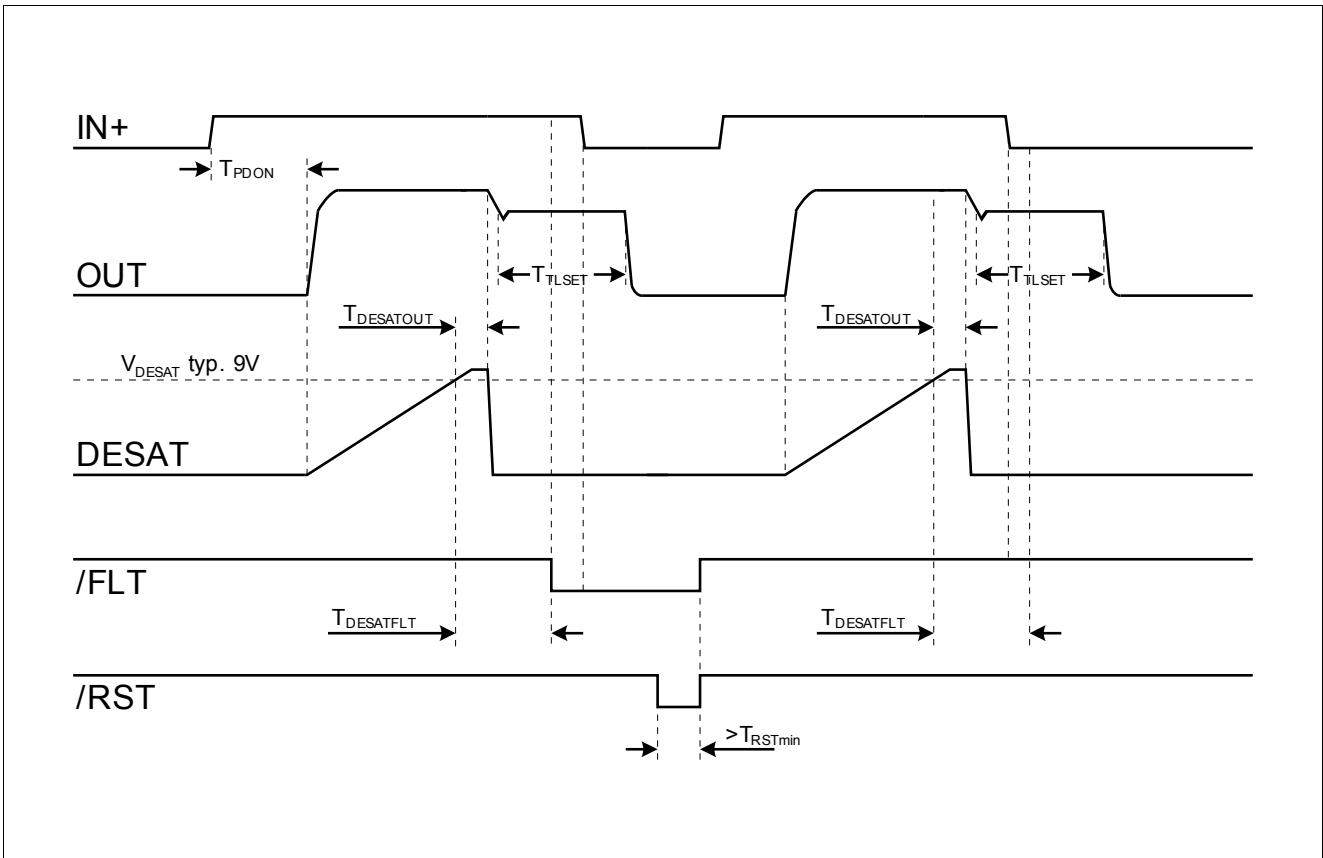 IN+
TPDON
OUT
TTLSET
TTLSET
TDESATOUT
TDESATOUT
VDESAT typ. 9V
DESAT
/FLT
TDESATFLT
TDESATFLT
/RST
>TRSTmin